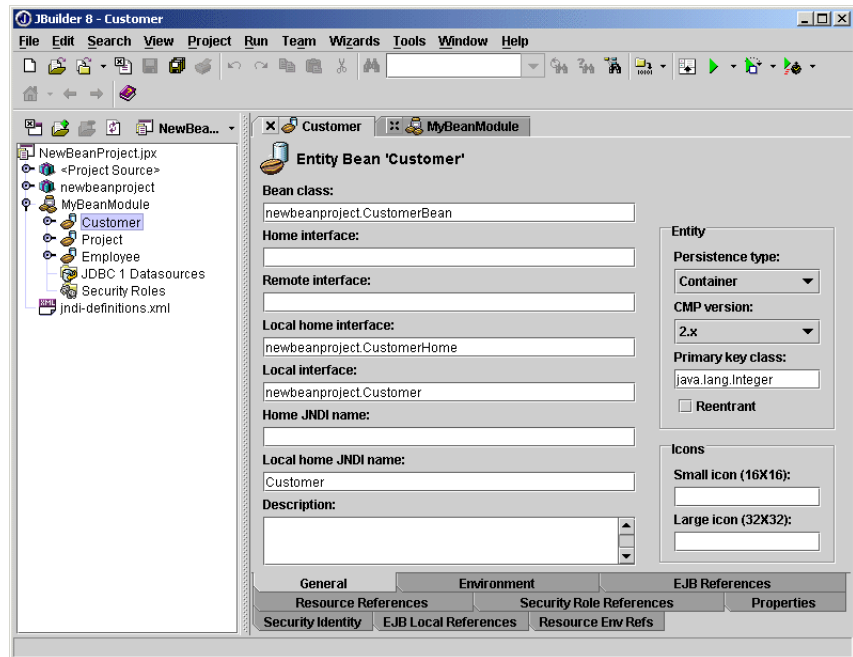 JBuilder 8 - Customer
File Edit Search View Project Run Team Wizards Tools Window Help
NewBea...
Customer
MyBeanModule
NewBeanProject.jpx
<Project Source>
newbeanproject
MyBeanModule
Customer
Project
Employee
JDBC 1 Datasources
Security Roles
jndi-definitions.xml
Entity Bean 'Customer'
Bean class:
newbeanproject.CustomerBean
Home interface:
Remote interface:
Local home interface:
newbeanproject.CustomerHome
Local interface:
newbeanproject.Customer
Home JNDI name:
Local home JNDI name:
Customer
Description:
Entity
Persistence type:
Container
CMP version:
2.x
Primary key class:
java.lang.Integer
Reentrant
Icons
Small icon (16X16):
Large icon (32X32):
General Environment EJB References
Resource References Security Role References Properties
Security Identity EJB Local References Resource Env Refs